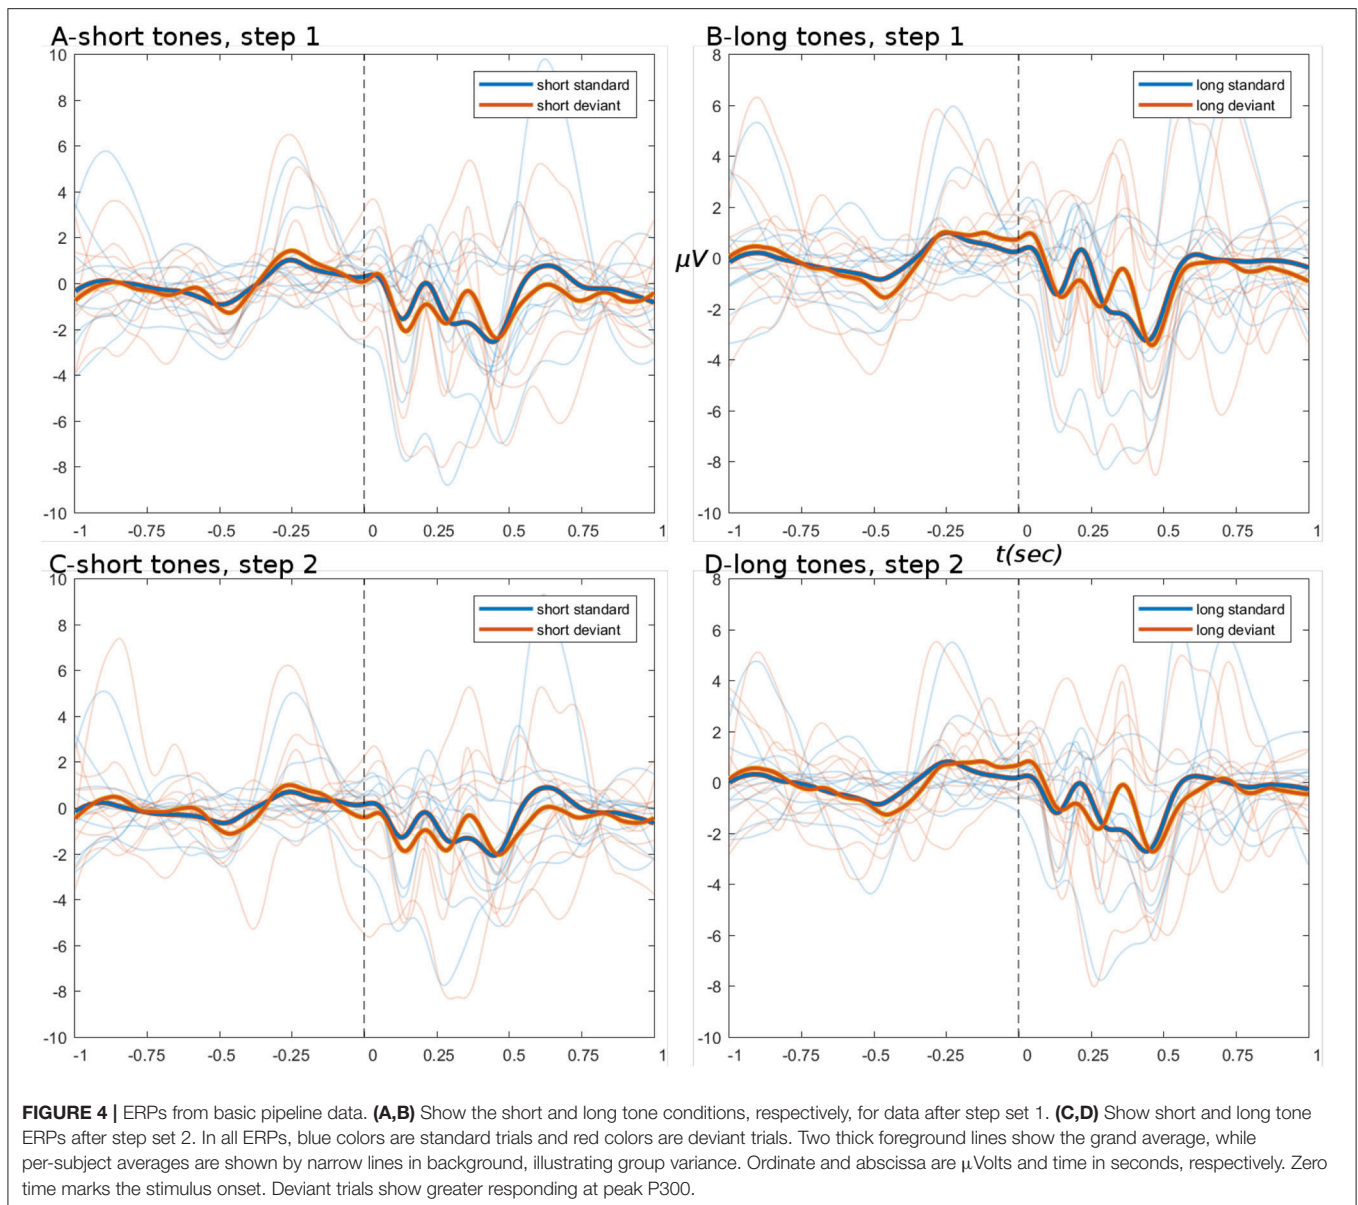 A-short tones, step 1
10
8
6
4
2
0
-2
-4
-6
-8
-10
-1 -0.75 -0.5 -0.25 0 0.25 0.5 0.75 1
short standard
short deviant
B-long tones, step 1
8
6
4
2
μV 0
-2
-4
-6
-8
-10
-1 -0.75 -0.5 -0.25 0 0.25 0.5 0.75 1
long standard
long deviant
t(sec)
C-short tones, step 2
10
8
6
4
2
0
-2
-4
-6
-8
-10
-1 -0.75 -0.5 -0.25 0 0.25 0.5 0.75 1
short standard
short deviant
D-long tones, step 2
8
6
4
2
0
-2
-4
-6
-8
-10
-1 -0.75 -0.5 -0.25 0 0.25 0.5 0.75 1
long standard
long deviant
FIGURE 4 | ERPs from basic pipeline data. (A,B) Show the short and long tone conditions, respectively, for data after step set 1. (C,D) Show short and long tone
ERPs after step set 2. In all ERPs, blue colors are standard trials and red colors are deviant trials. Two thick foreground lines show the grand average, while
per-subject averages are shown by narrow lines in background, illustrating group variance. Ordinate and abscissa are μVolts and time in seconds, respectively. Zero
time marks the stimulus onset. Deviant trials show greater responding at peak P300.